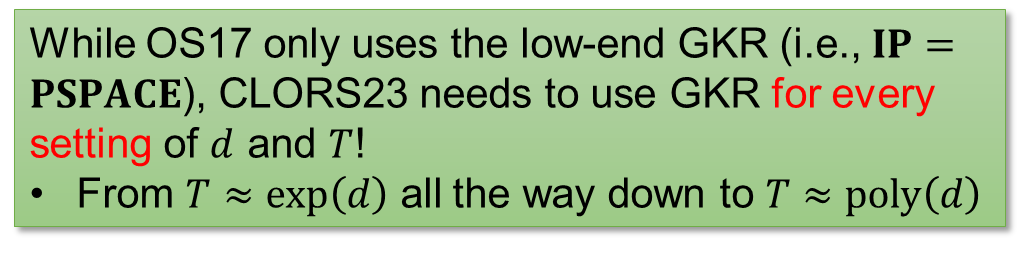 While OS17 only uses the low-end GKR (i.e., 𝐈𝐏 =
𝐏𝐒𝐏𝐀𝐂𝐄), CLORS23 needs to use GKR for every
setting of 𝑑 and 𝑇!
• From 𝑇 ≈ exp(𝑑) all the way down to 𝑇 ≈ poly(𝑑)